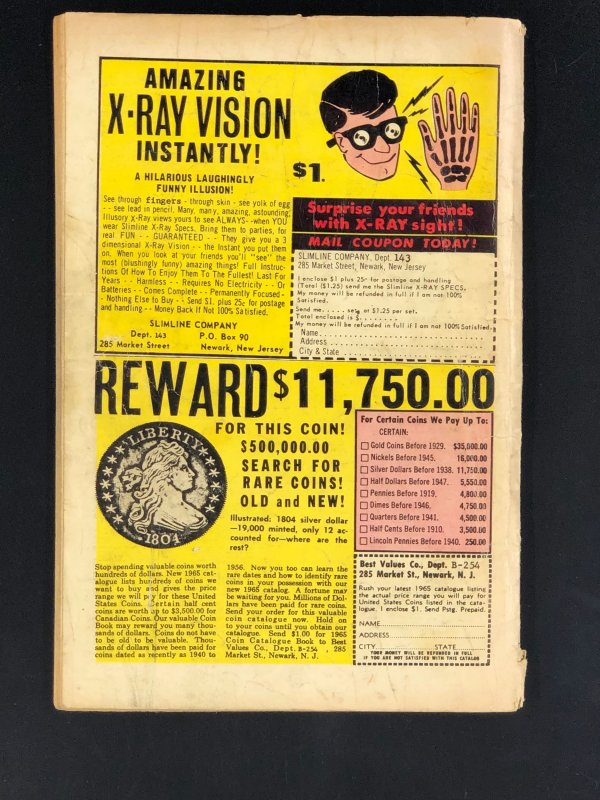 AMAZING
X-RAY VISION
INSTANTLY!
A HILARIOUS LAUGHINGLY
FUNNY ILLUSION!
See through fingers - through skin - see yolk of egg
- - see lead in pencil. Many, many, amazing, astounding,
Illusory X-Ray views yours to see ALWAYS- -when YOU
wear Slimline X-Ray Specs. Bring them to parties, for
real FUN - - GUARANTEED - - They give you a 3
dimensional X-Ray Vision - - the instant you put them
on. When you look at your friends you'll "see" the
most (blushingly funny) amazing things! Full Instruc-
tions Of How To Enjoy Them To The Fullest! Last For
Years - - Harmless - - Requires No Electricity - - Or
Batteries - - Comes Complete - - Permanently Focused -
- Nothing Else to Buy - - Send $1. plus 25¢ for postage
and handling - - Money Back If Not 100% Satisfied.
SLIMLINE COMPANY
Dept. 143 P.O. Box 90
285 Market Street Newark, New Jersey
$1.
Surprise your friends
with X-RAY sight!
MAIL COUPON TODAY!
SLIMLINE COMPANY, Dept. 143
285 Market Street, Newark, New Jersey
I enclose $1 plus 25¢ for postage and handling
(Total ($1.25) send me the Slimline X-RAY SPECS.
My money will be refunded in full if I am not 100%
Satisfied.
Send me..... sets at $1.25 per set.
Total enclosed is $.....
My money will be refunded in full if I am not 100% Satisfied.
Name
Address
City & State
REWARD $11,750.00
FOR THIS COIN!
$500,000.00
SEARCH FOR
RARE COINS!
OLD and NEW!
LIBERTY
1804
Illustrated: 1804 silver dollar
—19,000 minted, only 12 ac-
counted for—where are the
rest?
Stop spending valuable coins worth
hundreds of dollars. New 1965 cat-
alogue lists hundreds of coins we
want to buy and gives the price
range we will pay for these United
States Coins. Certain half cent
coins are worth up to $3,500.00 for
Canadian Coins. Our valuable Coin
Book may reward you many thou-
sands of dollars. Coins do not have
to be old to be valuable. Thou-
sands of dollars have been paid for
coins dated as recently as 1940 to
1956. Now you too can learn the
rare dates and how to identify rare
coins in your possession with our
new 1965 catalog. A fortune may
be waiting for you. Millions of Dol-
lars have been paid for rare coins.
Send your order for this valuable
coin catalogue now. Hold on
to your coins until you obtain our
catalogue. Send $1.00 for 1965
Coin Catalogue Book to Best
Values Co., Dept. B-254 , 285
Market St., Newark, N. J.
For Certain Coins We Pay Up To:
CERTAIN:
Gold Coins Before 1929. $35,000.00
Nickels Before 1945. 16,000.00
Silver Dollars Before 1938. 11,750.00
Half Dollars Before 1947. 5,550.00
Pennies Before 1919. 4,800.00
Dimes Before 1946. 4,750.00
Quarters Before 1941. 4,500.00
Half Cents Before 1910. 3,500.00
Lincoln Pennies Before 1940. 250.00
Best Values Co., Dept. B-254
285 Market St., Newark, N. J.
Rush your latest 1965 catalogue listing
the actual price range you will pay for
United States Coins listed in the cata-
logue. I enclose $1. Send Pstg. Prepaid.
NAME
ADDRESS
CITY STATE
YOUR MONEY WILL BE REFUNDED IN FULL
IF YOU ARE NOT SATISFIED WITH THIS CATALOG